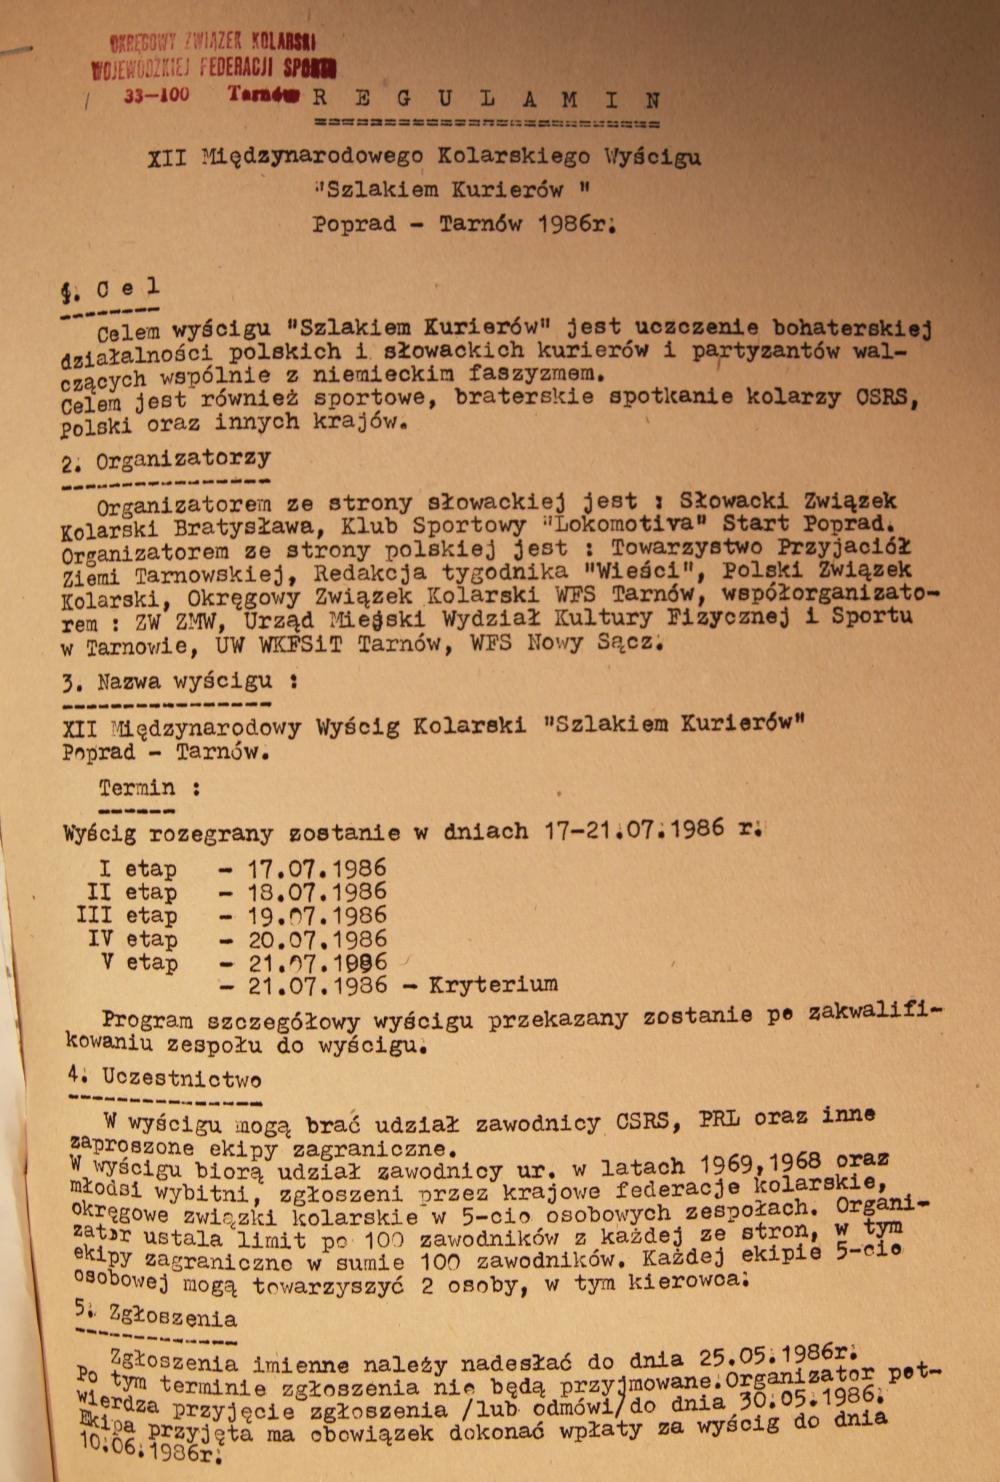 OKRĘGOWY ZWIĄZEK KOLARSKI
WOJEWÓDZKIEJ FEDERACJI SPORTU
33-100 Tarnów
R E G U L A M I N
XII Międzynarodowego Kolarskiego Wyścigu
"Szlakiem Kurierów "
Poprad - Tarnów 1986r.
1. C e l
Celem wyścigu "Szlakiem Kurierów" jest uczczenie bohaterskiej
działalności polskich i słowackich kurierów i partyzantów wal-
czących wspólnie z niemieckim faszyzmem.
Celem jest również sportowe, braterskie spotkanie kolarzy CSRS,
Polski oraz innych krajów.
2. Organizatorzy
Organizatorem ze strony słowackiej jest : Słowacki Związek
Kolarski Bratysława, Klub Sportowy "Lokomotiva" Start Poprad.
Organizatorem ze strony polskiej jest : Towarzystwo Przyjaciół
Ziemi Tarnowskiej, Redakcja tygodnika "Wieści", Polski Związek
Kolarski, Okręgowy Związek Kolarski WFS Tarnów, współorganizato-
rem : ZW ZMW, Urząd Miejski Wydział Kultury Fizycznej i Sportu
w Tarnowie, UW WKFSiT Tarnów, WFS Nowy Sącz.
3. Nazwa wyścigu :
XII Międzynarodowy Wyścig Kolarski "Szlakiem Kurierów"
Poprad - Tarnów.
Termin :
Wyścig rozegrany zostanie w dniach 17-21.07.1986 r.
I etap - 17.07.1986
II etap - 18.07.1986
III etap - 19.07.1986
IV etap - 20.07.1986
V etap - 21.07.1986
- 21.07.1986 - Kryterium
Program szczegółowy wyścigu przekazany zostanie po zakwalifi-
kowaniu zespołu do wyścigu.
4. Uczestnictwo
W wyścigu mogą brać udział zawodnicy CSRS, PRL oraz inne
zaproszone ekipy zagraniczne.
W wyścigu biorą udział zawodnicy ur. w latach 1969,1968 oraz
młodsi wybitni, zgłoszeni przez krajowe federacje kolarskie,
okręgowe związki kolarskie w 5-cio osobowych zespołach. Organi-
zator ustala limit po 100 zawodników z każdej ze stron, w tym
ekipy zagraniczne w sumie 100 zawodników. Każdej ekipie 5-cio
osobowej mogą towarzyszyć 2 osoby, w tym kierowca.
5. Zgłoszenia
Zgłoszenia imienne należy nadesłać do dnia 25.05.1986r.
Po tym terminie zgłoszenia nie będą przyjmowane.Organizator pot-
wierdza przyjęcie zgłoszenia /lub odmówi/do dnia 30.05.1986.
Ekipa przyjęta ma obowiązek dokonać wpłaty za wyścig do dnia
10.06.1986r.